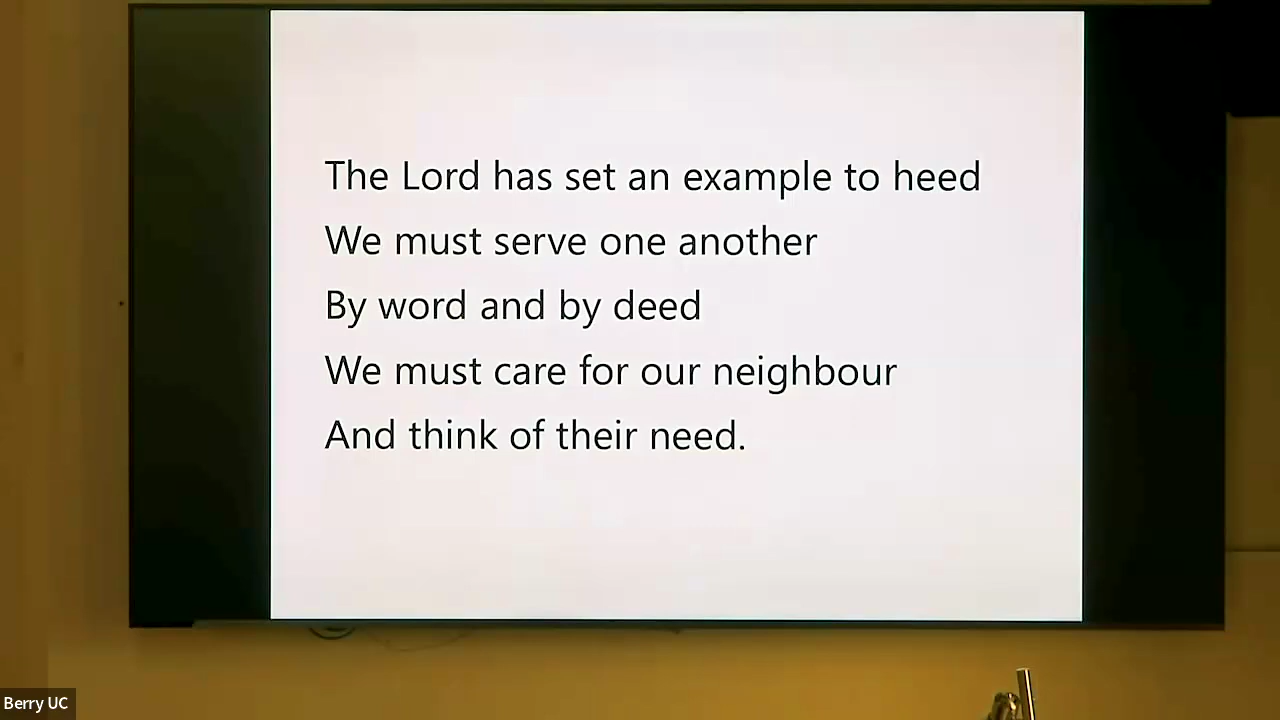 The Lord has set an example to heed
We must serve one another
By word and by deed
We must care for our neighbour
And think of their need.
Berry UC